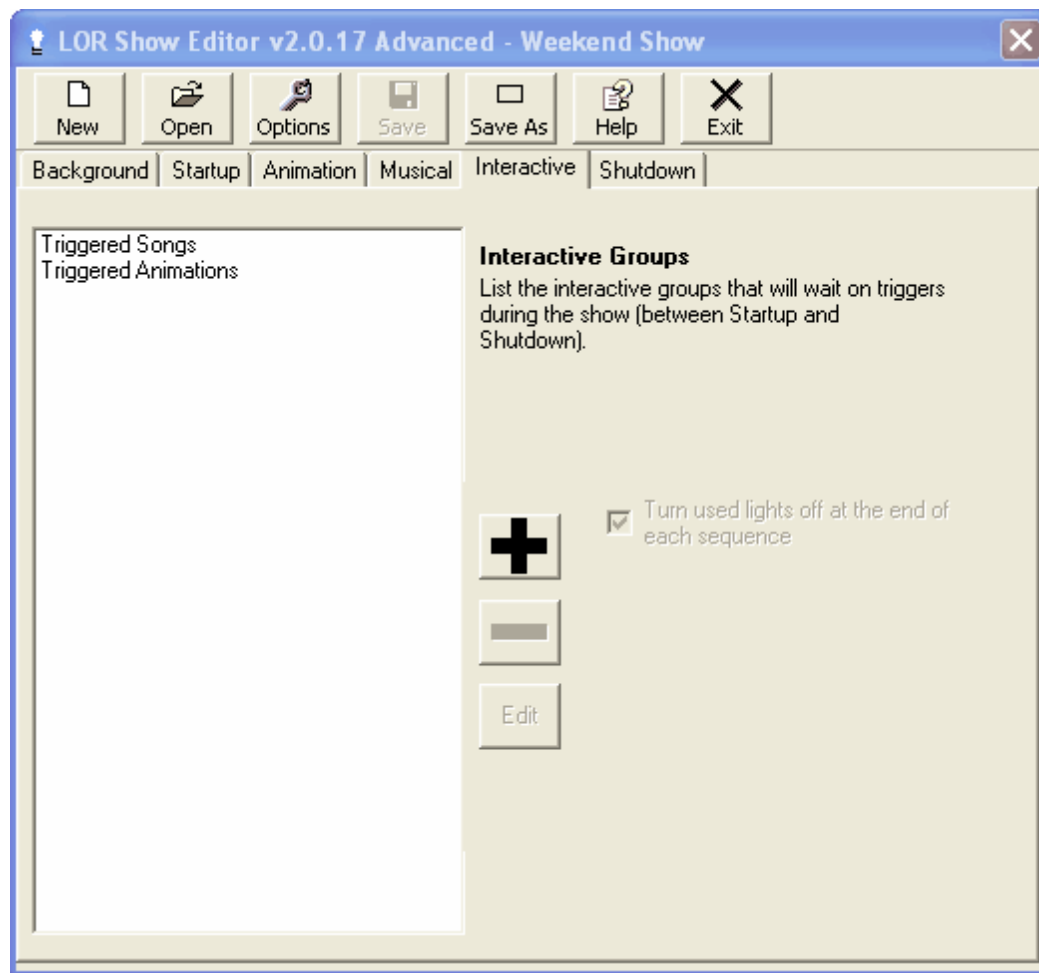 LOR Show Editor v2.0.17 Advanced - Weekend Show
New Open Options Save Save As Help Exit
Background Startup Animation Musical Interactive Shutdown
Triggered Songs
Triggered Animations
Interactive Groups
List the interactive groups that will wait on triggers
during the show (between Startup and
Shutdown).
Turn used lights off at the end of
each sequence
Edit